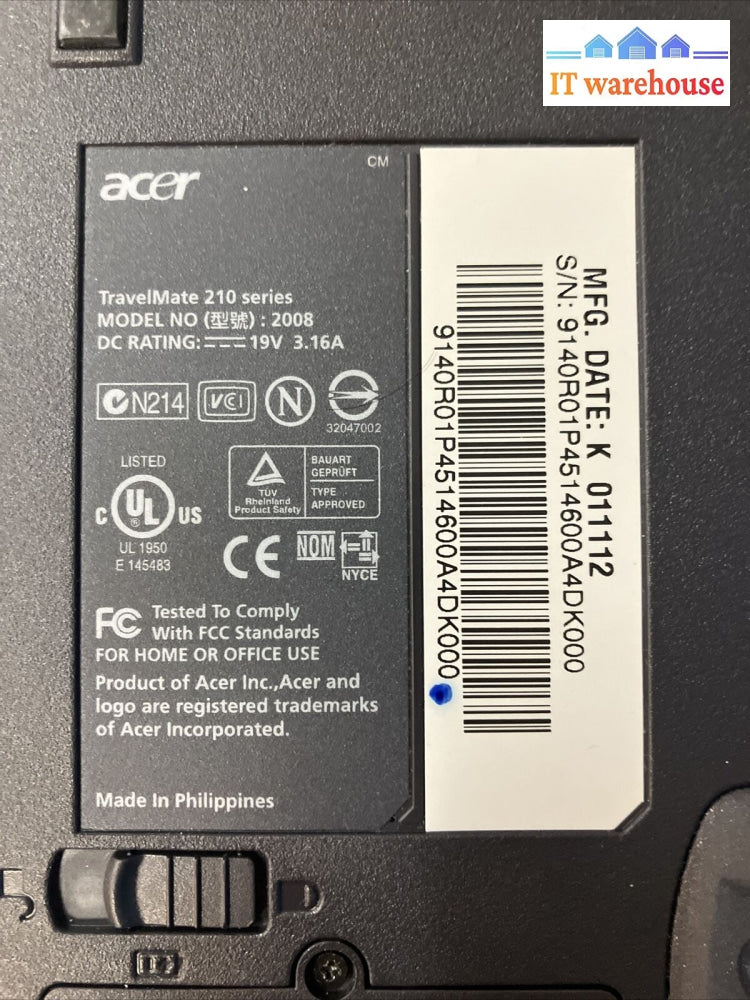 IT warehouse
CM
acer
TravelMate 210 series
MODEL NO (型號) : 2008
DC RATING: 19V 3.16A
N214
VCI
N
32047002
LISTED
C UL US
UL 1950
E 145483
TÜV
Rheinland
Product Safety
BAUART
GEPRÜFT
TYPE
APPROVED
CE
NOM
NYCE
FC Tested To Comply
With FCC Standards
FOR HOME OR OFFICE USE
Product of Acer Inc.,Acer and
logo are registered trademarks
of Acer Incorporated.
Made In Philippines
MFG. DATE: K 011112
S/N: 9140R01P4514600A4DK000
9140R01P4514600A4DK000